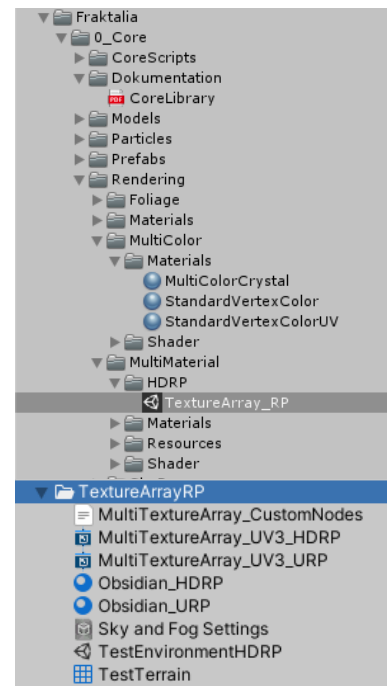 Fraktalia
0_Core
CoreScripts
Dokumentation
PDF CoreLibrary
Models
Particles
Prefabs
Rendering
Foliage
Materials
MultiColor
Materials
MultiColorCrystal
StandardVertexColor
StandardVertexColorUV
Shader
MultiMaterial
HDRP
TextureArray_RP
Materials
Resources
Shader
TextureArrayRP
MultiTextureArray_CustomNodes
MultiTextureArray_UV3_HDRP
MultiTextureArray_UV3_URP
Obsidian_HDRP
Obsidian_URP
Sky and Fog Settings
TestEnvironmentHDRP
TestTerrain